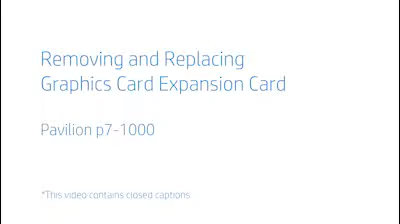 Removing and Replacing
Graphics Card Expansion Card
Pavilion p7-1000
*This video contains closed captions